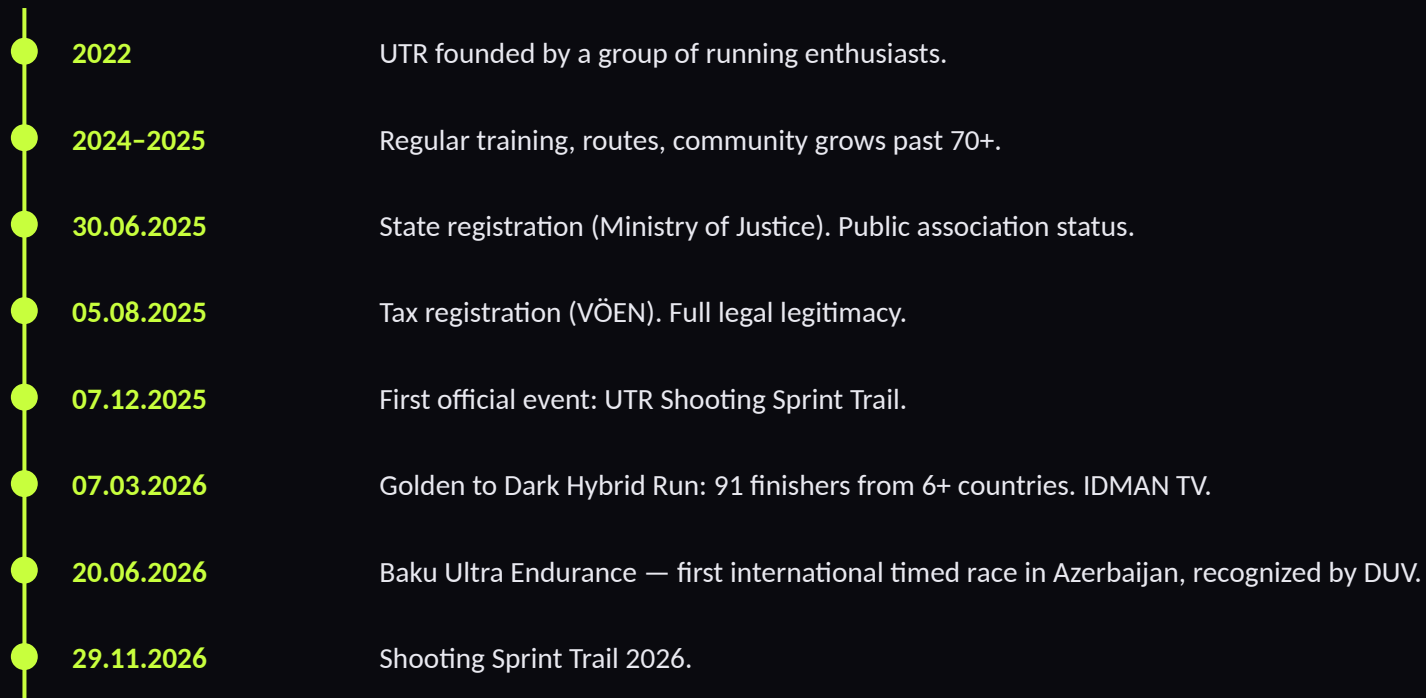 2022 UTR founded by a group of running enthusiasts.
2024–2025 Regular training, routes, community grows past 70+.
30.06.2025 State registration (Ministry of Justice). Public association status.
05.08.2025 Tax registration (VÖEN). Full legal legitimacy.
07.12.2025 First official event: UTR Shooting Sprint Trail.
07.03.2026 Golden to Dark Hybrid Run: 91 finishers from 6+ countries. IDMAN TV.
20.06.2026 Baku Ultra Endurance — first international timed race in Azerbaijan, recognized by DUV.
29.11.2026 Shooting Sprint Trail 2026.